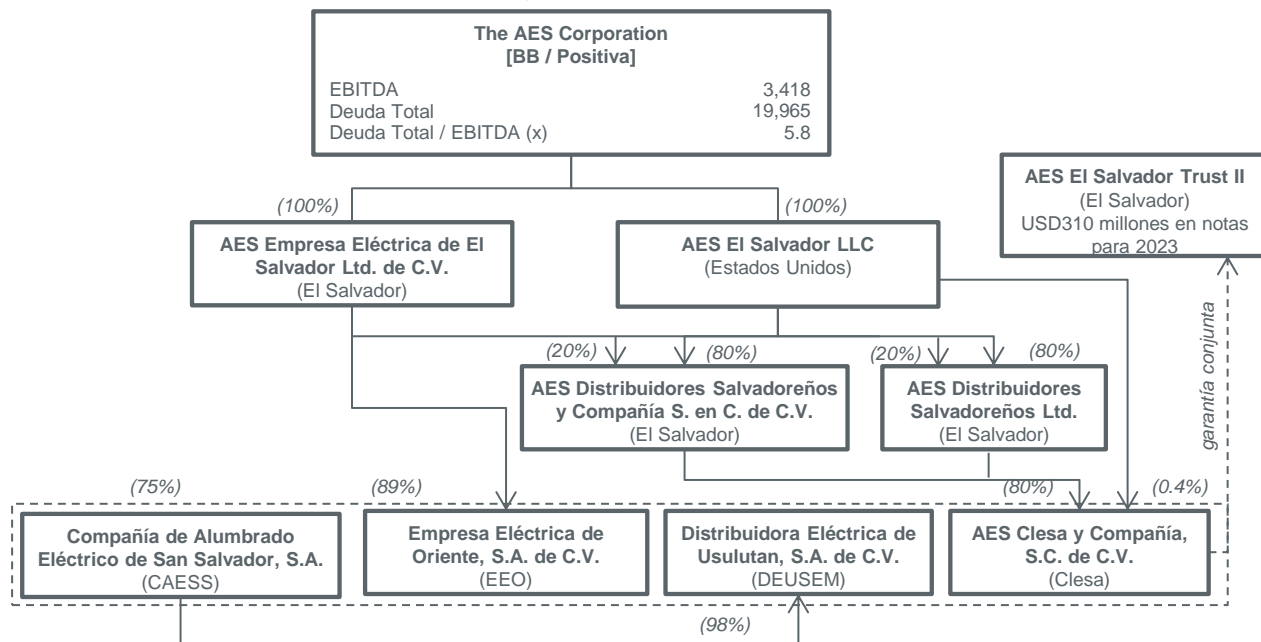 The AES Corporation
[BB / Positiva]
EBITDA 3,418
Deuda Total 19,965
Deuda Total / EBITDA (x) 5.8
AES El Salvador Trust II
(El Salvador)
USD310 millones en notas
para 2023
(100%)
(100%)
AES Empresa Eléctrica de El
Salvador Ltd. de C.V.
(El Salvador)
AES El Salvador LLC
(Estados Unidos)
garantía conjunta
(20%)
(80%)
(20%)
(80%)
AES Distribuidores Salvadoreños
y Compañía S. en C. de C.V.
(El Salvador)
AES Distribuidores
Salvadoreños Ltd.
(El Salvador)
(75%)
(89%)
(80%)
(0.4%)
Compañía de Alumbrado
Eléctrico de San Salvador, S.A.
(CAESS)
Empresa Eléctrica de
Oriente, S.A. de C.V.
(EEO)
Distribuidora Eléctrica de
Usulutan, S.A. de C.V.
(DEUSEM)
AES Clesa y Compañía,
S.C. de C.V.
(Clesa)
(98%)